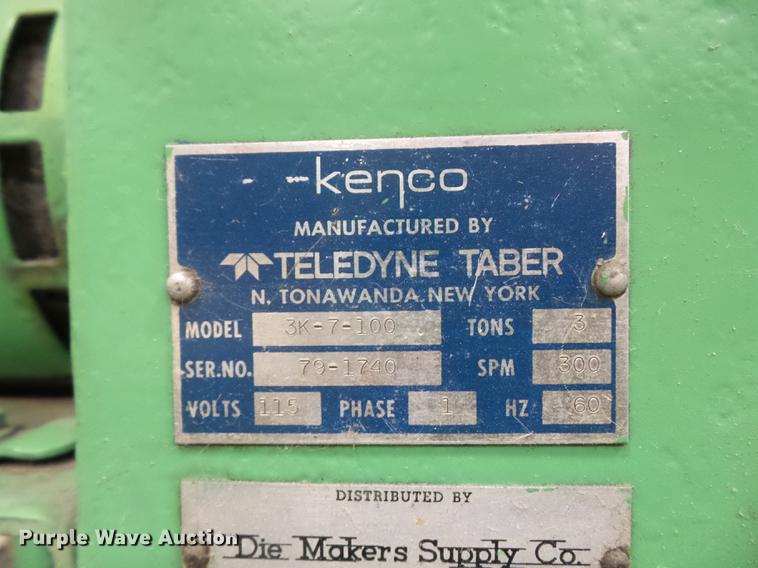 kenco
MANUFACTURED BY
TELEDYNE TABER
N. TONAWANDA NEW YORK
MODEL 3K-7-100 TONS 3
SER.NO. 79-1740 SPM 300
VOLTS 115 PHASE 1 HZ 60
DISTRIBUTED BY
Die Makers Supply Co.
Purple Wave Auction